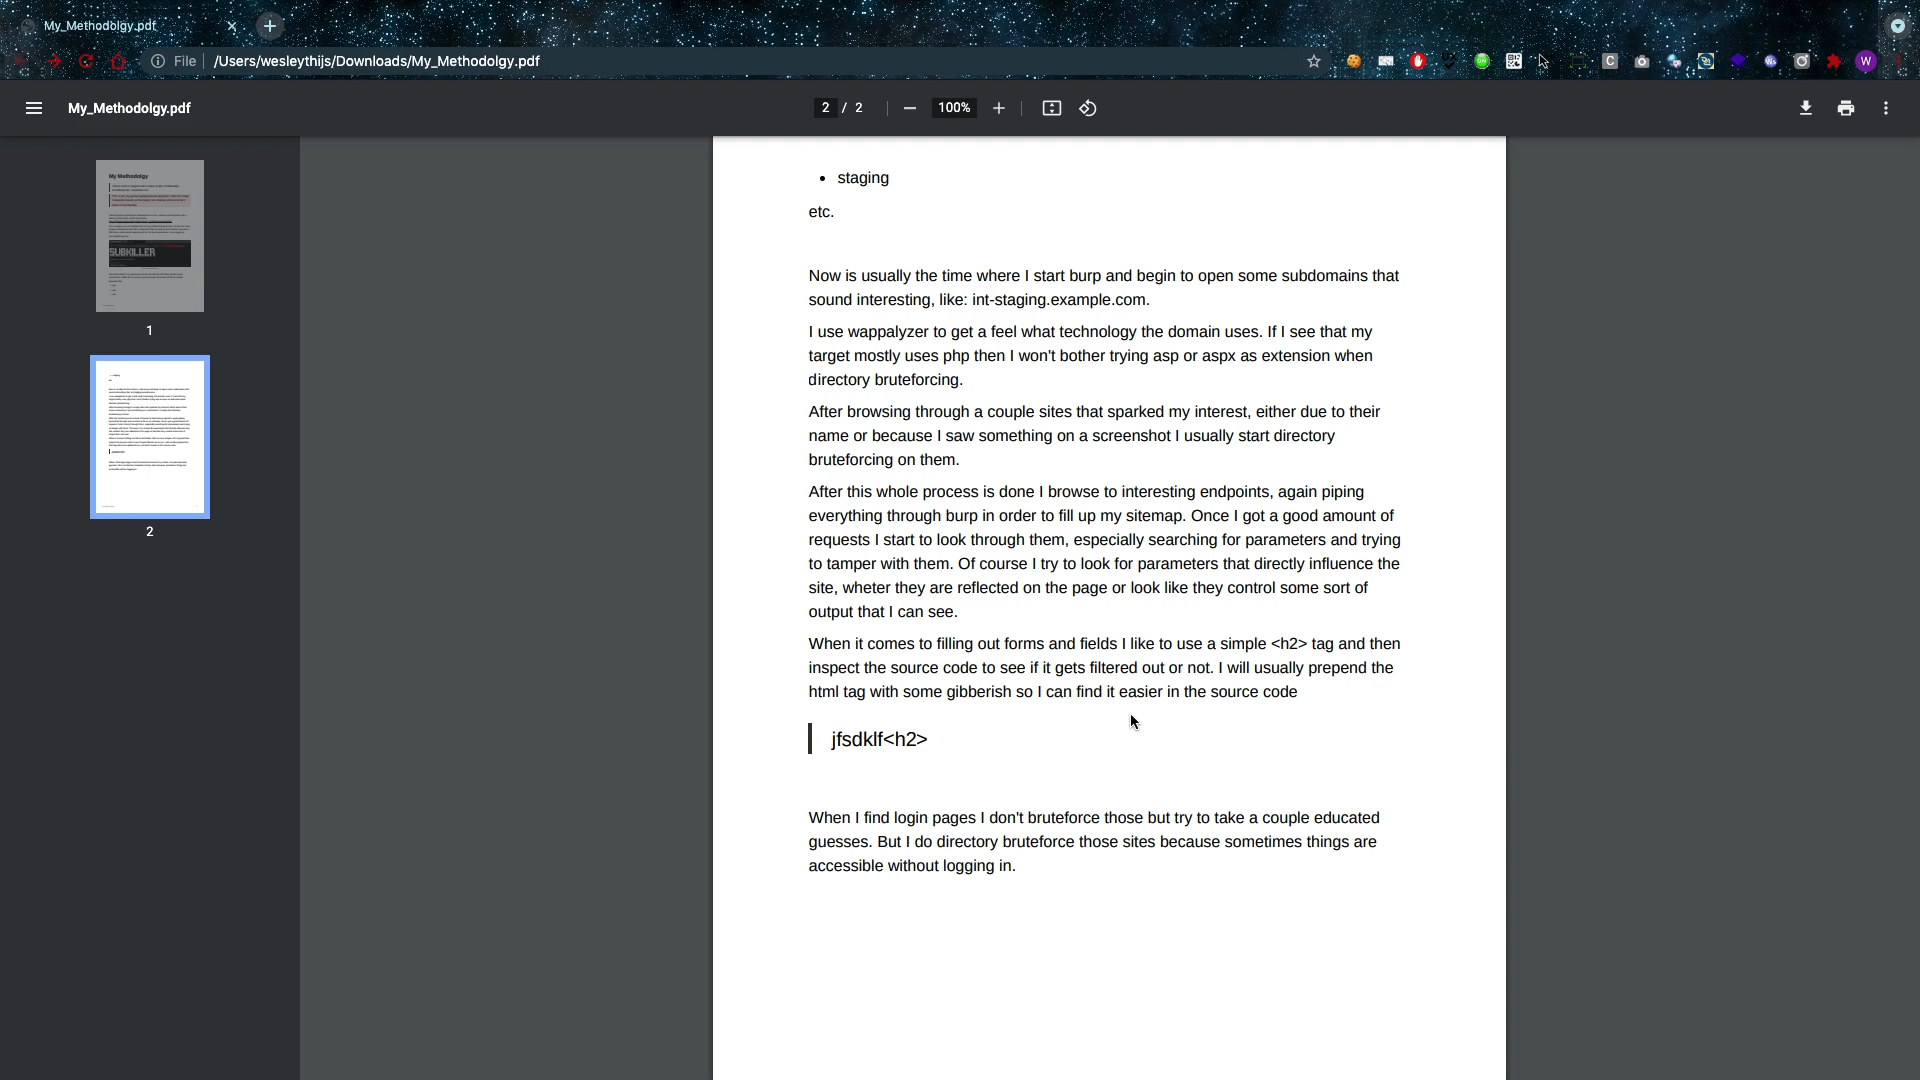 My_Methodolgy.pdf
File /Users/wesleythijs/Downloads/My_Methodolgy.pdf
W
My_Methodolgy.pdf
2 / 2
100%
My Methodolgy
SUBKILLER
1
2
• staging
etc.
Now is usually the time where I start burp and begin to open some subdomains that
sound interesting, like: int-staging.example.com.
I use wappalyzer to get a feel what technology the domain uses. If I see that my
target mostly uses php then I won't bother trying asp or aspx as extension when
directory bruteforcing.
After browsing through a couple sites that sparked my interest, either due to their
name or because I saw something on a screenshot I usually start directory
bruteforcing on them.
After this whole process is done I browse to interesting endpoints, again piping
everything through burp in order to fill up my sitemap. Once I got a good amount of
requests I start to look through them, especially searching for parameters and trying
to tamper with them. Of course I try to look for parameters that directly influence the
site, wheter they are reflected on the page or look like they control some sort of
output that I can see.
When it comes to filling out forms and fields I like to use a simple <h2> tag and then
inspect the source code to see if it gets filtered out or not. I will usually prepend the
html tag with some gibberish so I can find it easier in the source code
jfsdklf<h2>
When I find login pages I don't bruteforce those but try to take a couple educated
guesses. But I do directory bruteforce those sites because sometimes things are
accessible without logging in.